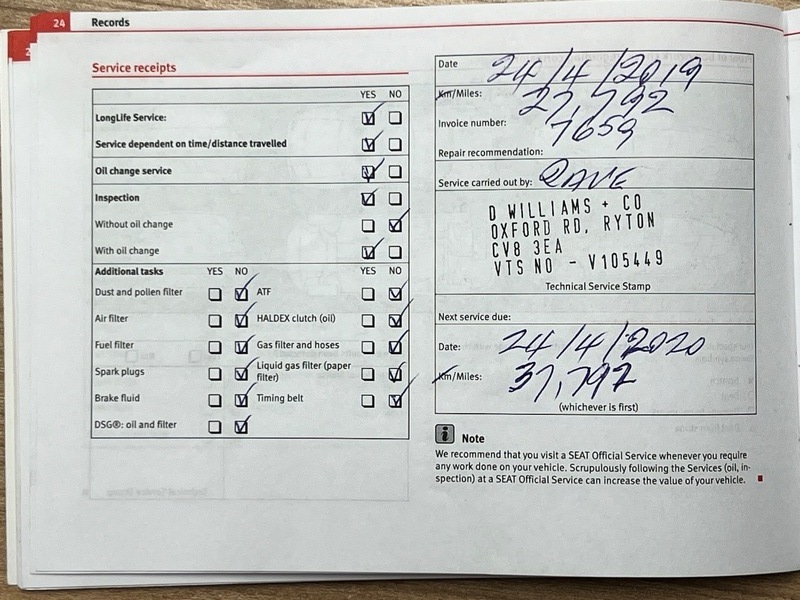 24 Records
Service receipts
YES NO
LongLife Service:
Service dependent on time/distance travelled
Oil change service
Inspection
Without oil change
With oil change
Additional tasks YES NO YES NO
Dust and pollen filter ATF
Air filter HALDEX clutch (oil)
Fuel filter Gas filter and hoses
Spark plugs Liquid gas filter (paper
filter)
Brake fluid Timing belt
DSG®: oil and filter
Date 24/4/2019
Km/Miles: 27,792
Invoice number: 7659
Repair recommendation:
Service carried out by: DAVE
D WILLIAMS + CO
OXFORD RD, RYTON
CV8 3EA
VTS NO - V105449
Technical Service Stamp
Next service due:
Date: 24/4/2020
Km/Miles: 37,792
(whichever is first)
i Note
We recommend that you visit a SEAT Official Service whenever you require
any work done on your vehicle. Scrupulously following the Services (oil, in-
spection) at a SEAT Official Service can increase the value of your vehicle.